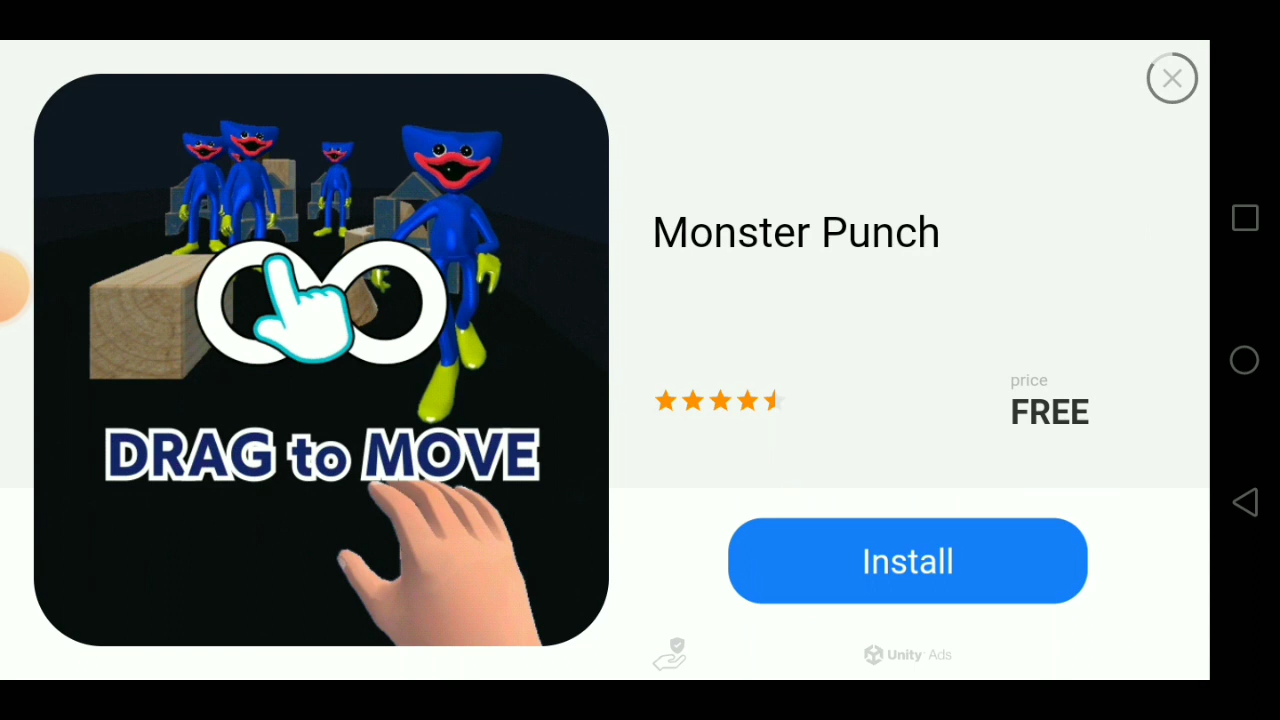 Monster Punch
price
FREE
DRAG to MOVE
Install
Unity Ads